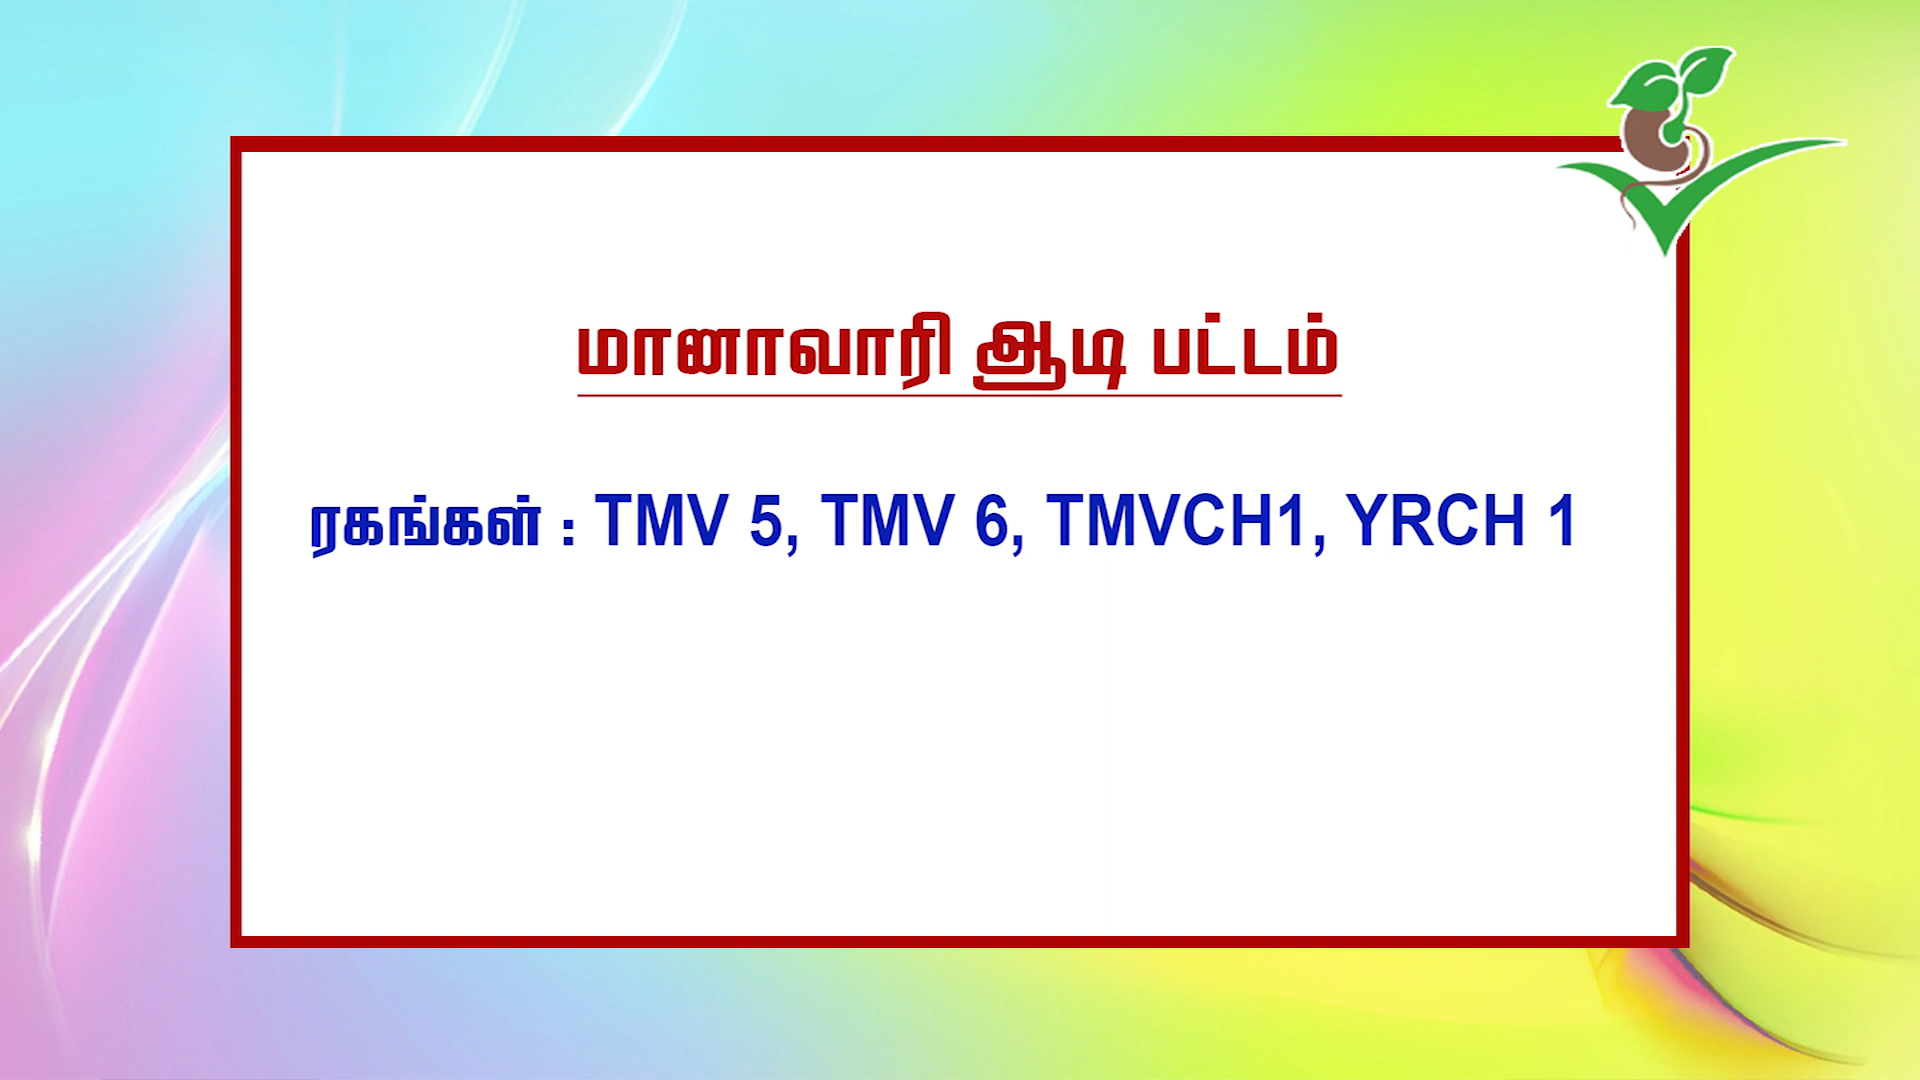 மானாவாரி ஆடி பட்டம்
ரகங்கள் : TMV 5, TMV 6, TMVCH1, YRCH 1